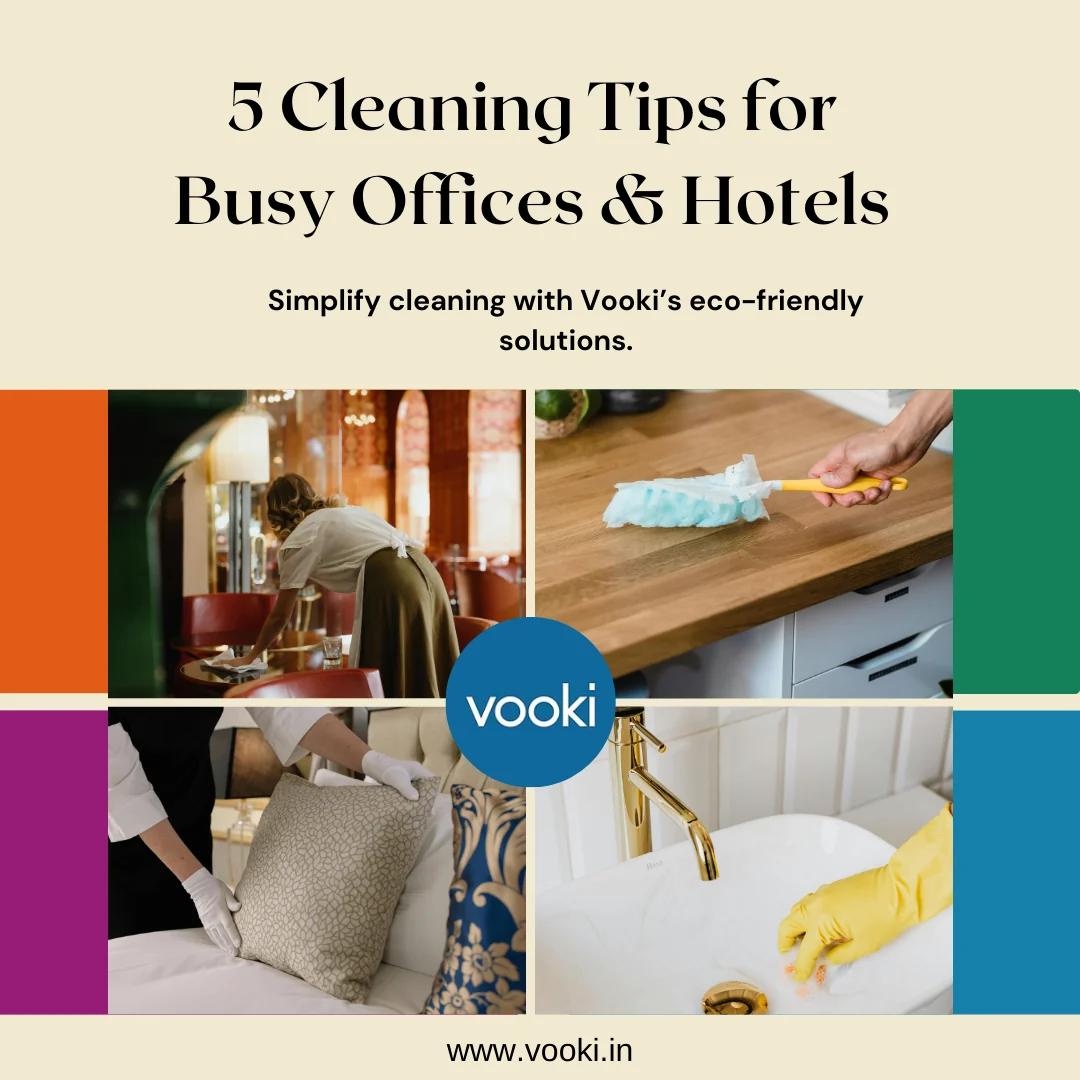 5 Cleaning Tips for
Busy Offices & Hotels
Simplify cleaning with Vooki’s eco-friendly
solutions.
vooki
www.vooki.in